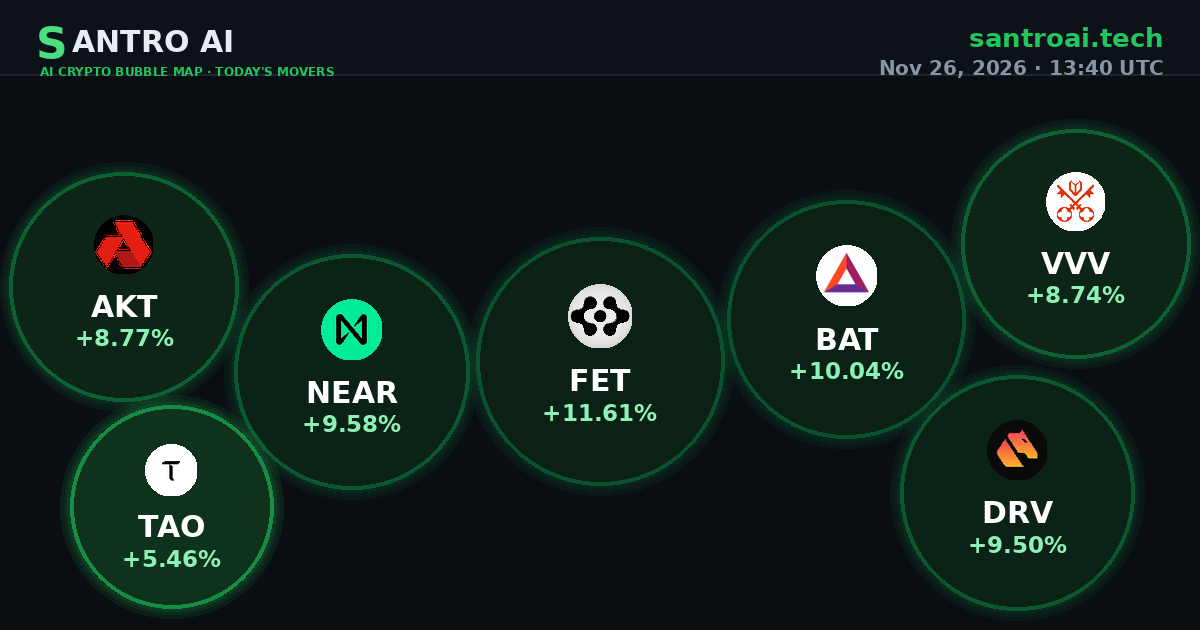 SANTRO AI
AI CRYPTO BUBBLE MAP · TODAY'S MOVERS
santroai.tech
Nov 26, 2026 · 13:40 UTC
AKT
+8.77%
NEAR
+9.58%
FET
+11.61%
BAT
+10.04%
VVV
+8.74%
TAO
+5.46%
DRV
+9.50%